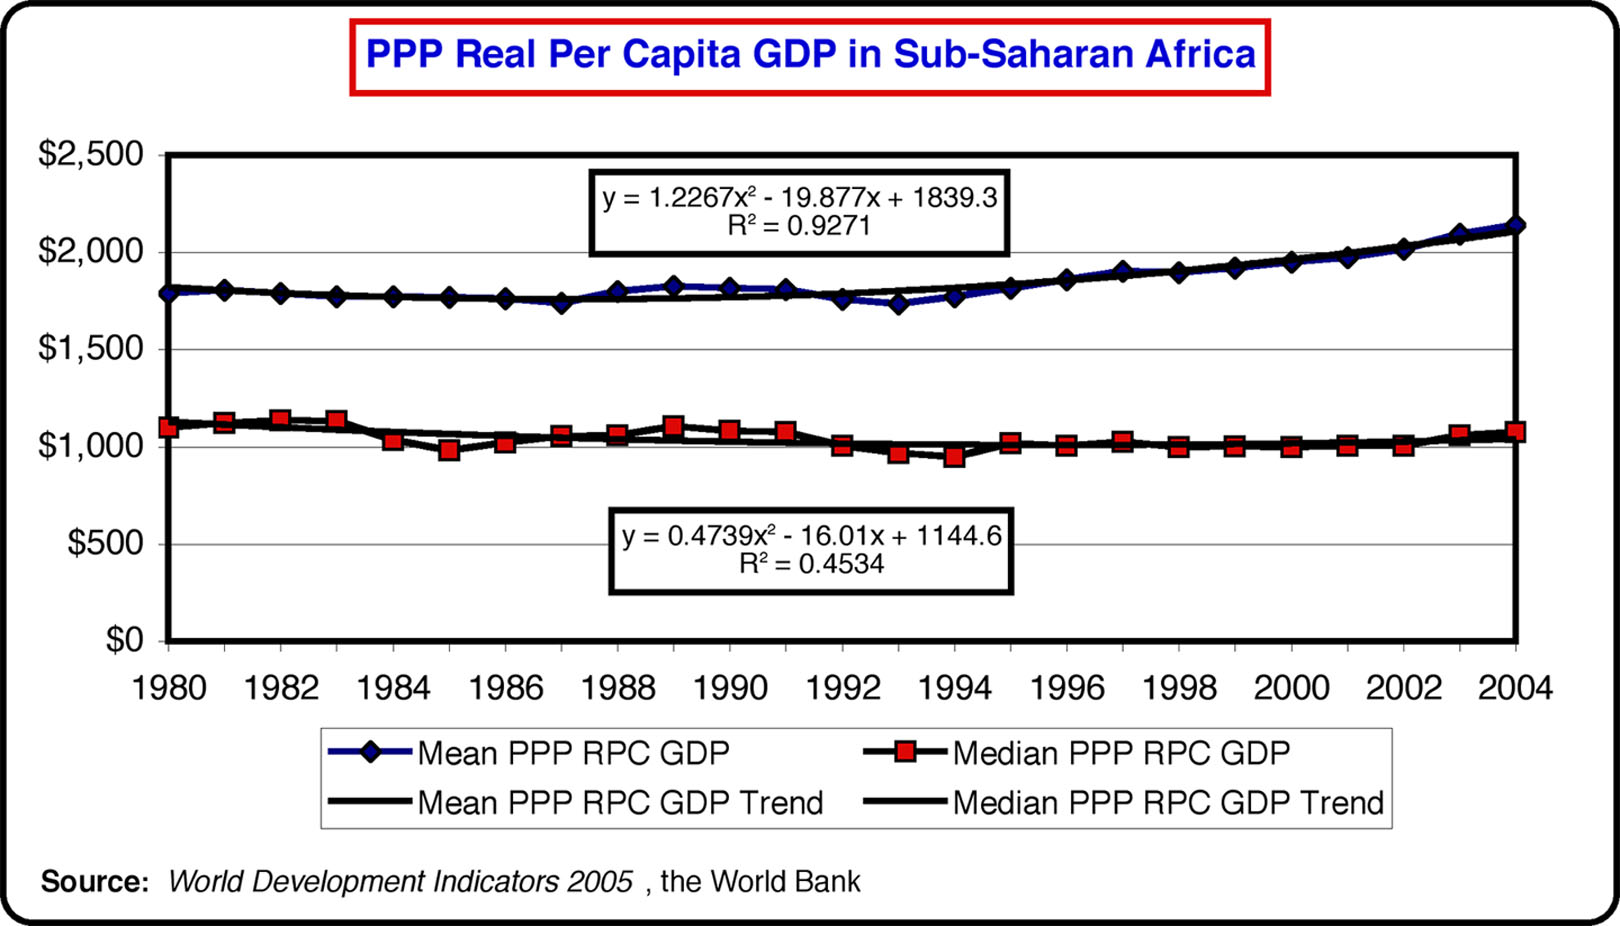 PPP Real Per Capita GDP in Sub-Saharan Africa
$2,500
$2,000
$1,500
$1,000
$500
$0
y = 1.2267x² - 19.877x + 1839.3
R² = 0.9271
y = 0.4739x² - 16.01x + 1144.6
R² = 0.4534
1980 1982 1984 1986 1988 1990 1992 1994 1996 1998 2000 2002 2004
Mean PPP RPC GDP Median PPP RPC GDP
Mean PPP RPC GDP Trend Median PPP RPC GDP Trend
Source: World Development Indicators 2005 , the World Bank